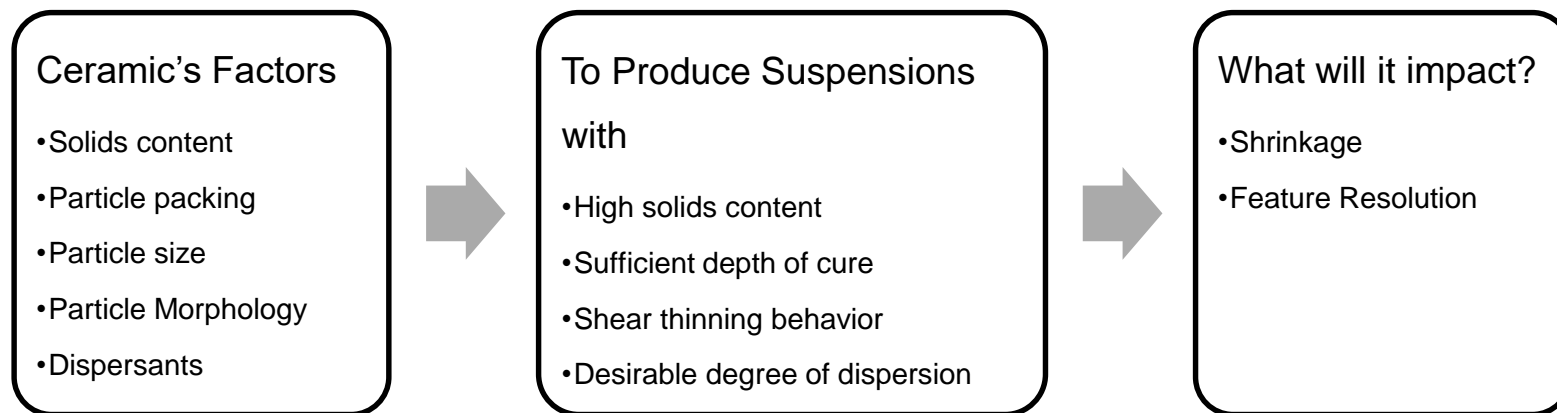 Ceramic's Factors
•Solids content
•Particle packing
•Particle size
•Particle Morphology
•Dispersants
To Produce Suspensions
with
•High solids content
•Sufficient depth of cure
•Shear thinning behavior
•Desirable degree of dispersion
What will it impact?
•Shrinkage
•Feature Resolution